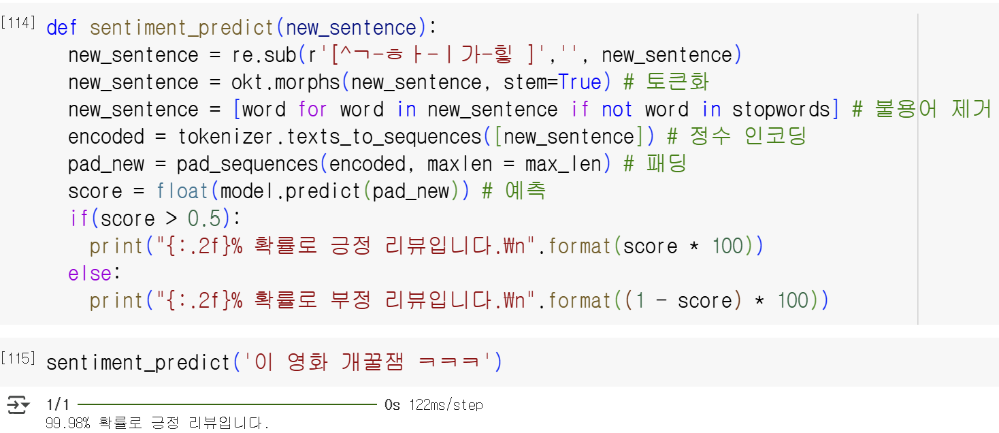 [114] def sentiment_predict(new_sentence):
new_sentence = re.sub(r'[^ㄱ-ㅎㅏ-ㅣ가-힣 ]','', new_sentence)
new_sentence = okt.morphs(new_sentence, stem=True) # 토큰화
new_sentence = [word for word in new_sentence if not word in stopwords] # 불용어 제거
encoded = tokenizer.texts_to_sequences([new_sentence]) # 정수 인코딩
pad_new = pad_sequences(encoded, maxlen = max_len) # 패딩
score = float(model.predict(pad_new)) # 예측
if(score > 0.5):
print("{:.2f}% 확률로 긍정 리뷰입니다.₩n".format(score * 100))
else:
print("{:.2f}% 확률로 부정 리뷰입니다.₩n".format((1 - score) * 100))
[115] sentiment_predict('이 영화 개꿀잼 ㅋㅋㅋ')
1/1 0s 122ms/step
99.98% 확률로 긍정 리뷰입니다.